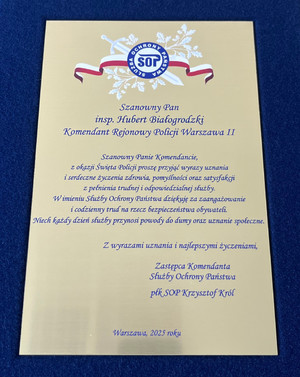 SŁUŻBA OCHRONY PAŃSTWA
SOP
Szanowny Pan
insp. Hubert Białogrodzki
Komendant Rejonowy Policji Warszawa II
Szanowny Panie Komendancie,
z okazji Święta Policji proszę przyjąć wyrazy uznania
i serdeczne życzenia zdrowia, pomyślności oraz satysfakcji
z pełnienia trudnej i odpowiedzialnej służby.
W imieniu Służby Ochrony Państwa dziękuję za zaangażowanie
i codzienny trud na rzecz bezpieczeństwa obywateli.
Niech każdy dzień służby przynosi powody do dumy oraz uznanie społeczne.
Z wyrazami uznania i najlepszymi życzeniami,
Zastępca Komendanta
Służby Ochrony Państwa
płk SOP Krzysztof Król
Warszawa, 2025 roku